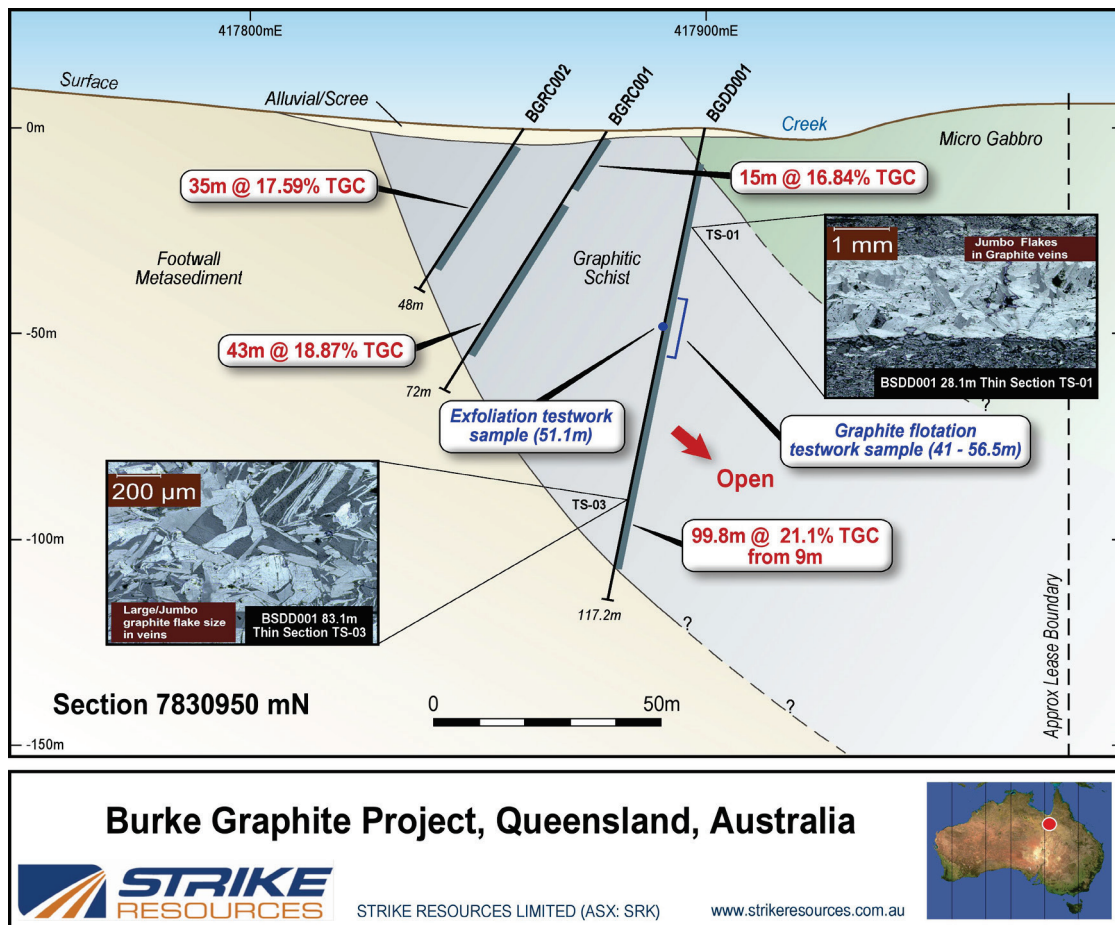 417800mE
417900mE
Surface
Alluvial/Scree
BGRC002
BGRC001
BGDD001
Creek
Micro Gabbro
0m
35m @ 17.59% TGC
15m @ 16.84% TGC
TS-01
1 mm
Jumbo Flakes
in Graphite veins
Footwall
Metasediment
Graphitic
Schist
48m
-50m
43m @ 18.87% TGC
72m
BSDD001 28.1m Thin Section TS-01
?
Exfoliation testwork
sample (51.1m)
Graphite flotation
testwork sample (41 - 56.5m)
Open
200 µm
TS-03
-100m
99.8m @ 21.1% TGC
from 9m
Large/Jumbo
graphite flake size
in veins
BSDD001 83.1m
Thin Section TS-03
117.2m
?
?
Approx Lease Boundary
Section 7830950 mN
0
50m
-150m
Burke Graphite Project, Queensland, Australia
STRIKE
RESOURCES
STRIKE RESOURCES LIMITED (ASX: SRK)
www.strikeresources.com.au